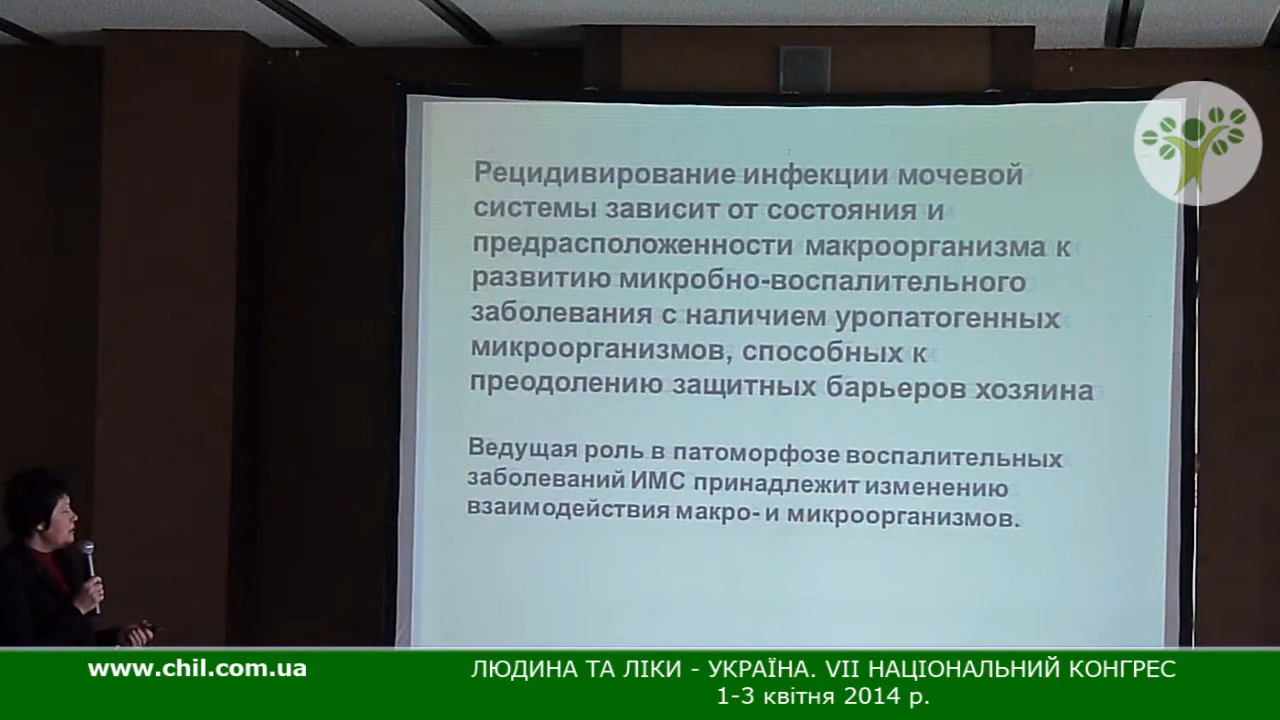 Рецидивирование инфекции мочевой
системы зависит от состояния и
предрасположенности макроорганизма к
развитию микробно-воспалительного
заболевания с наличием уропатогенных
микроорганизмов, способных к
преодолению защитных барьеров хозяина
Ведущая роль в патоморфозе воспалительных
заболеваний ИМС принадлежит изменению
взаимодействия макро- и микроорганизмов.
www.chil.com.ua
ЛЮДИНА ТА ЛІКИ - УКРАЇНА. VII НАЦІОНАЛЬНИЙ КОНГРЕС
1-3 квітня 2014 р.